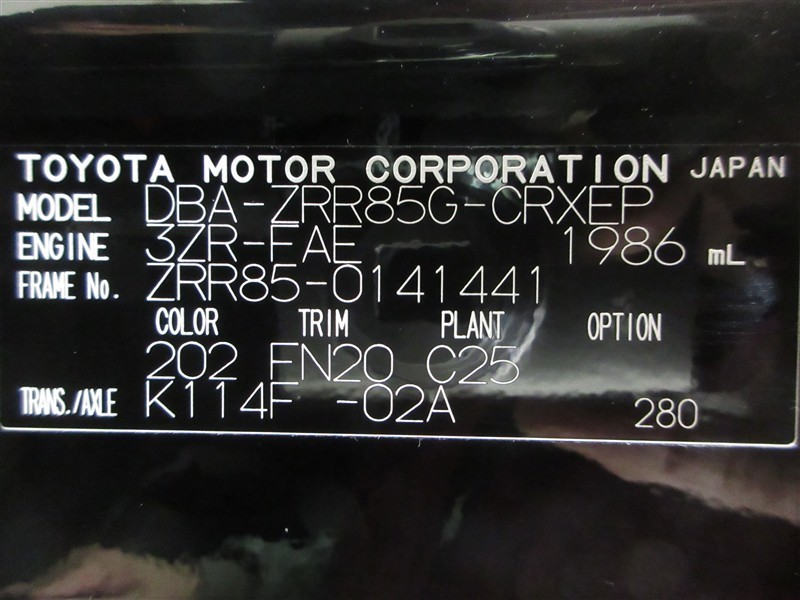 TOYOTA MOTOR CORPORATION JAPAN
MODEL DBA-ZRR85G-CRXEP
ENGINE 3ZR-FAE 1986 mL
FRAME No. ZRR85-0141441
COLOR TRIM PLANT OPTION
202 FN20 C25
TRANS./AXLE K114F -02A 280